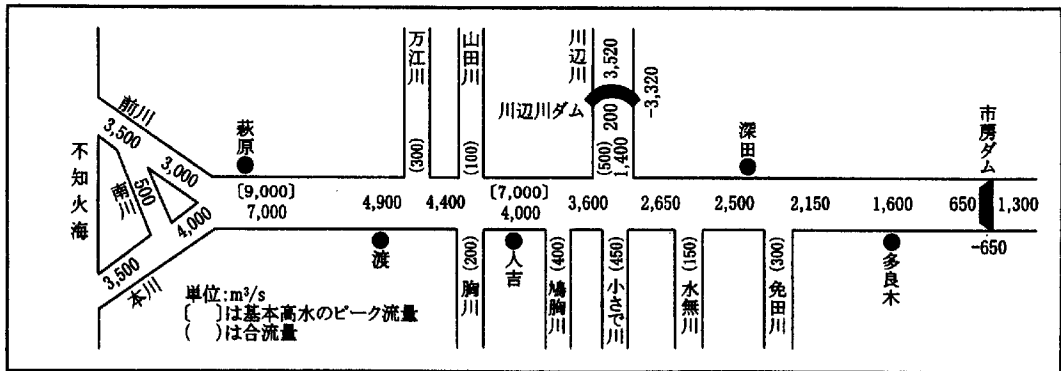 万江川
山田川
川辺川
3,520
川辺川ダム
200
-3,320
(300)
(100)
(500)
1,400
前川
3,500
萩原
深田
市房ダム
不知火海
南川
500
3,000
4,000
3,500
本川
[9,000]
7,000
4,900
4,400
[7,000]
4,000
3,600
2,650
2,500
2,150
1,600
650
1,300
-650
渡
人吉
多良木
(200)
胸川
(400)
鳩胸川
(450)
小さで川
(150)
水無川
(300)
免田川
単位:m³/s
[ ]は基本高水のピーク流量
( )は合流量